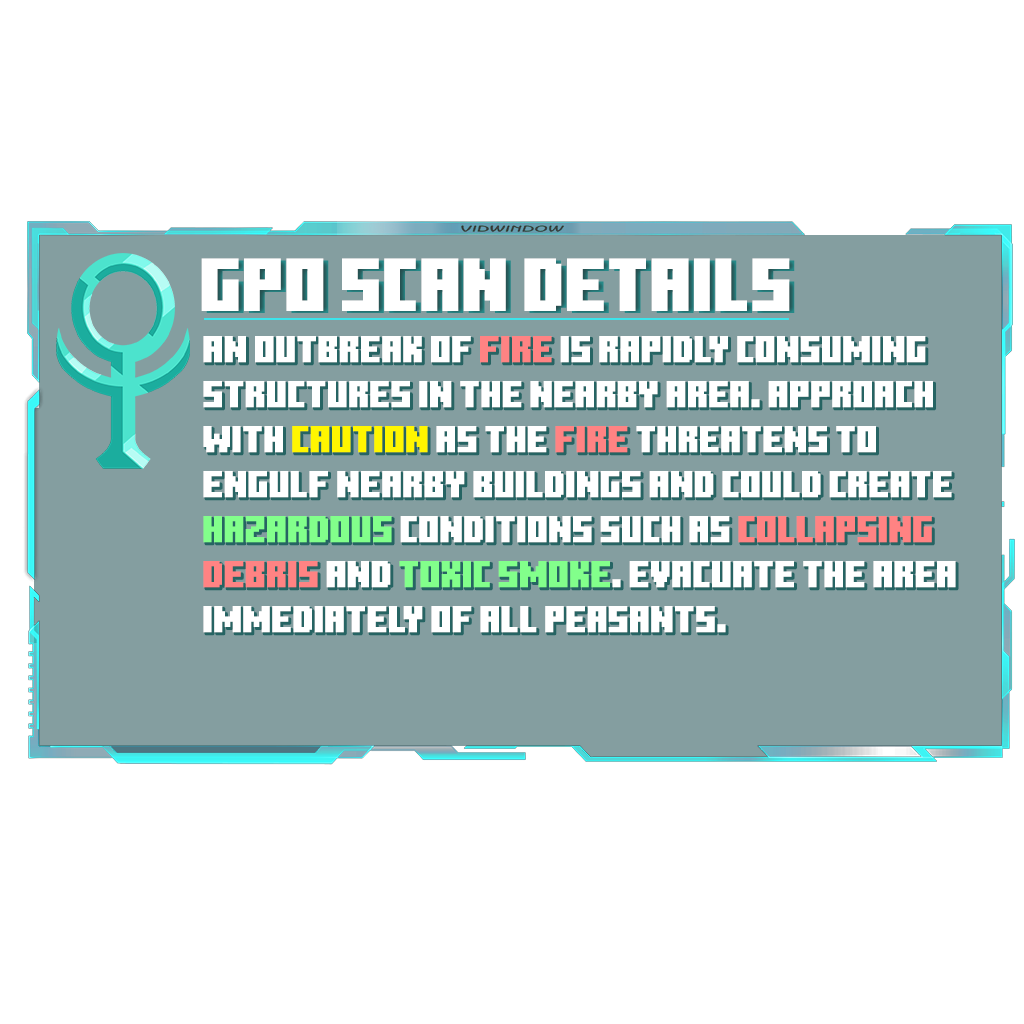 VIDWINDOW
GPO SCAN DETAILS
AN OUTBREAK OF FIRE IS RAPIDLY CONSUMING
STRUCTURES IN THE NEARBY AREA. APPROACH
WITH CAUTION AS THE FIRE THREATENS TO
ENGULF NEARBY BUILDINGS AND COULD CREATE
HAZARDOUS CONDITIONS SUCH AS COLLAPSING
DEBRIS AND TOXIC SMOKE. EVACUATE THE AREA
IMMEDIATELY OF ALL PEASANTS.